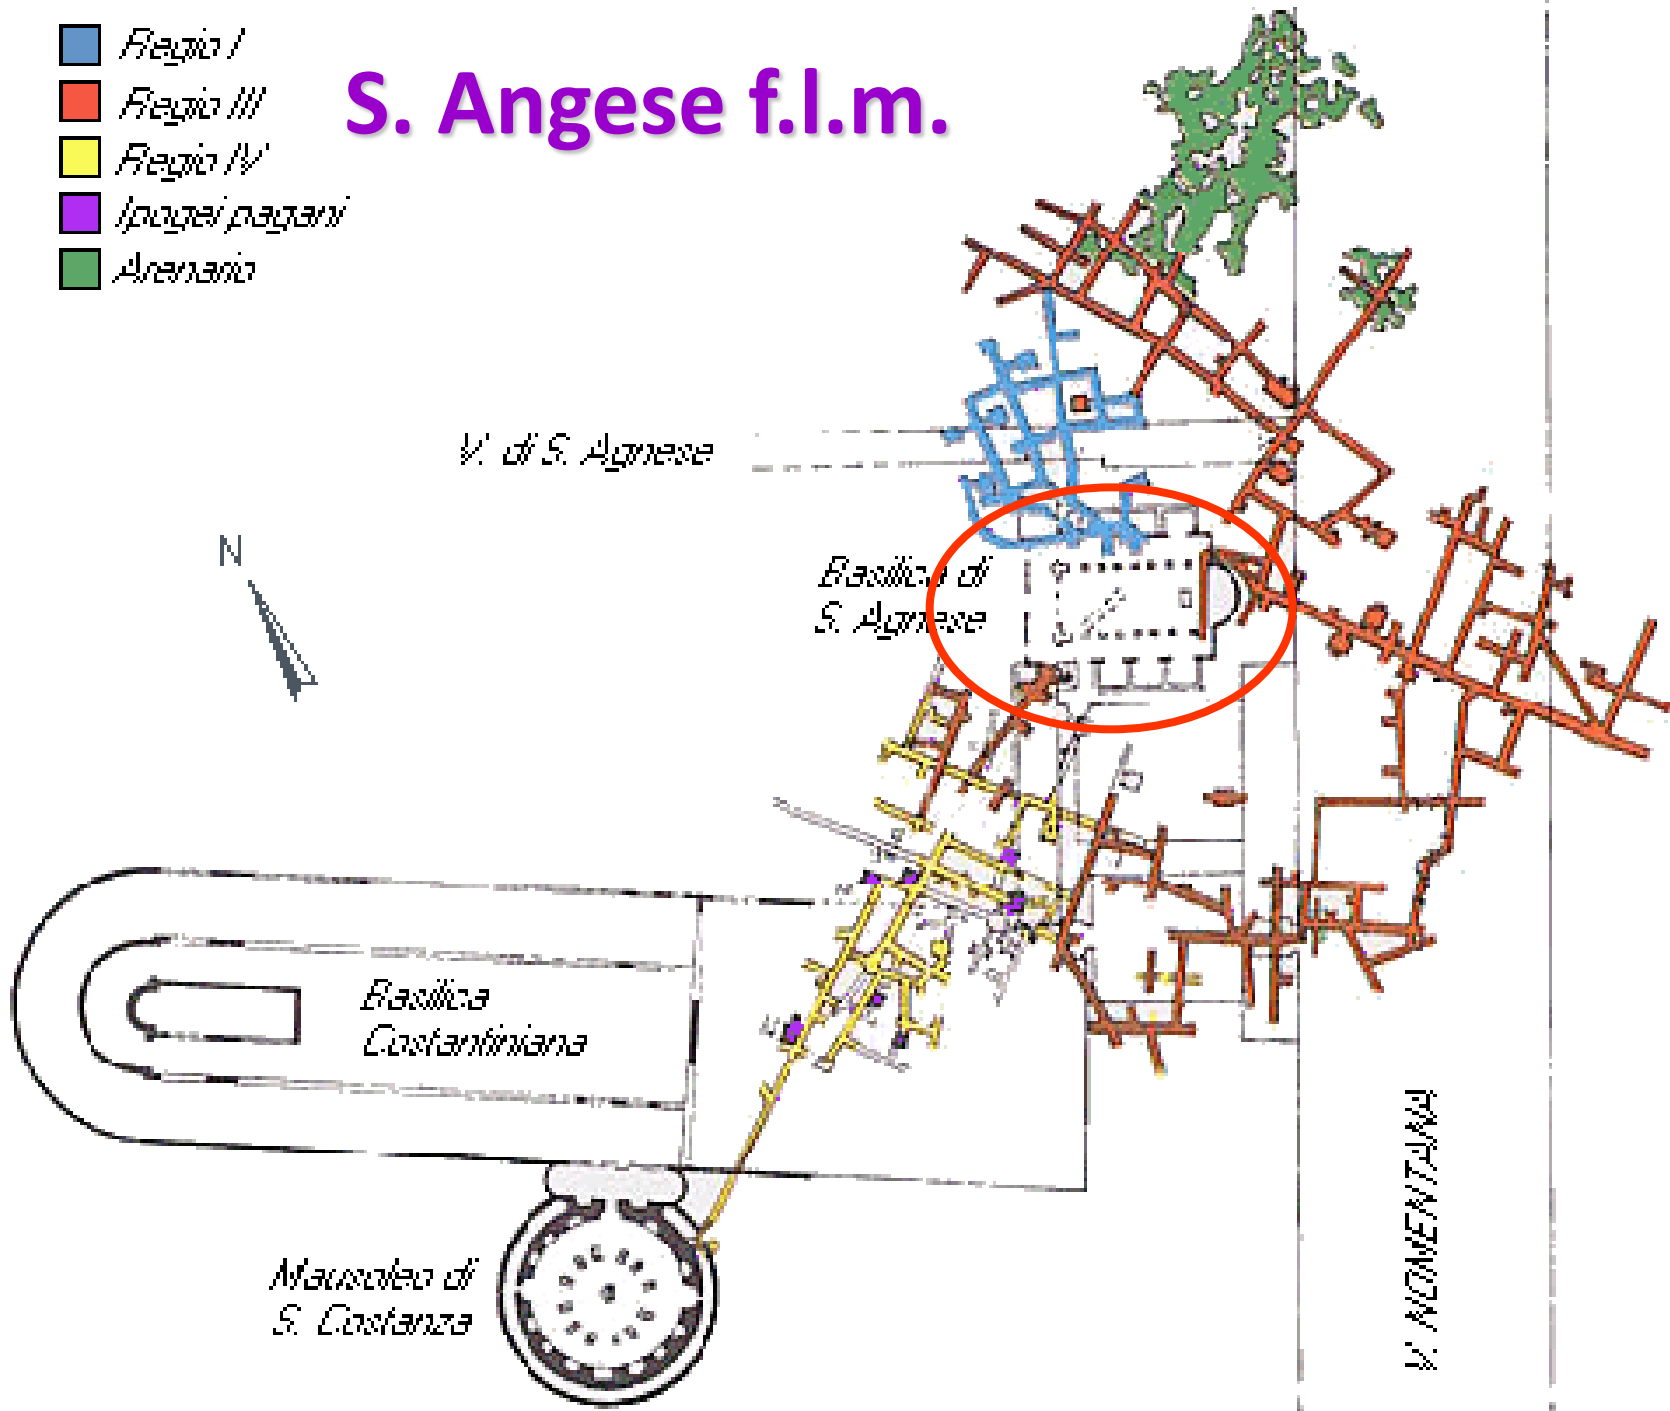 Regio I
Regio III
Regio IV
Ipogei pagani
Arenario
S. Angese f.l.m.
V. di S. Agnese
N
Basilica di
S. Agnese
Basilica
Costantiniana
Mausoleo di
S. Costanza
V. NOMENTANA